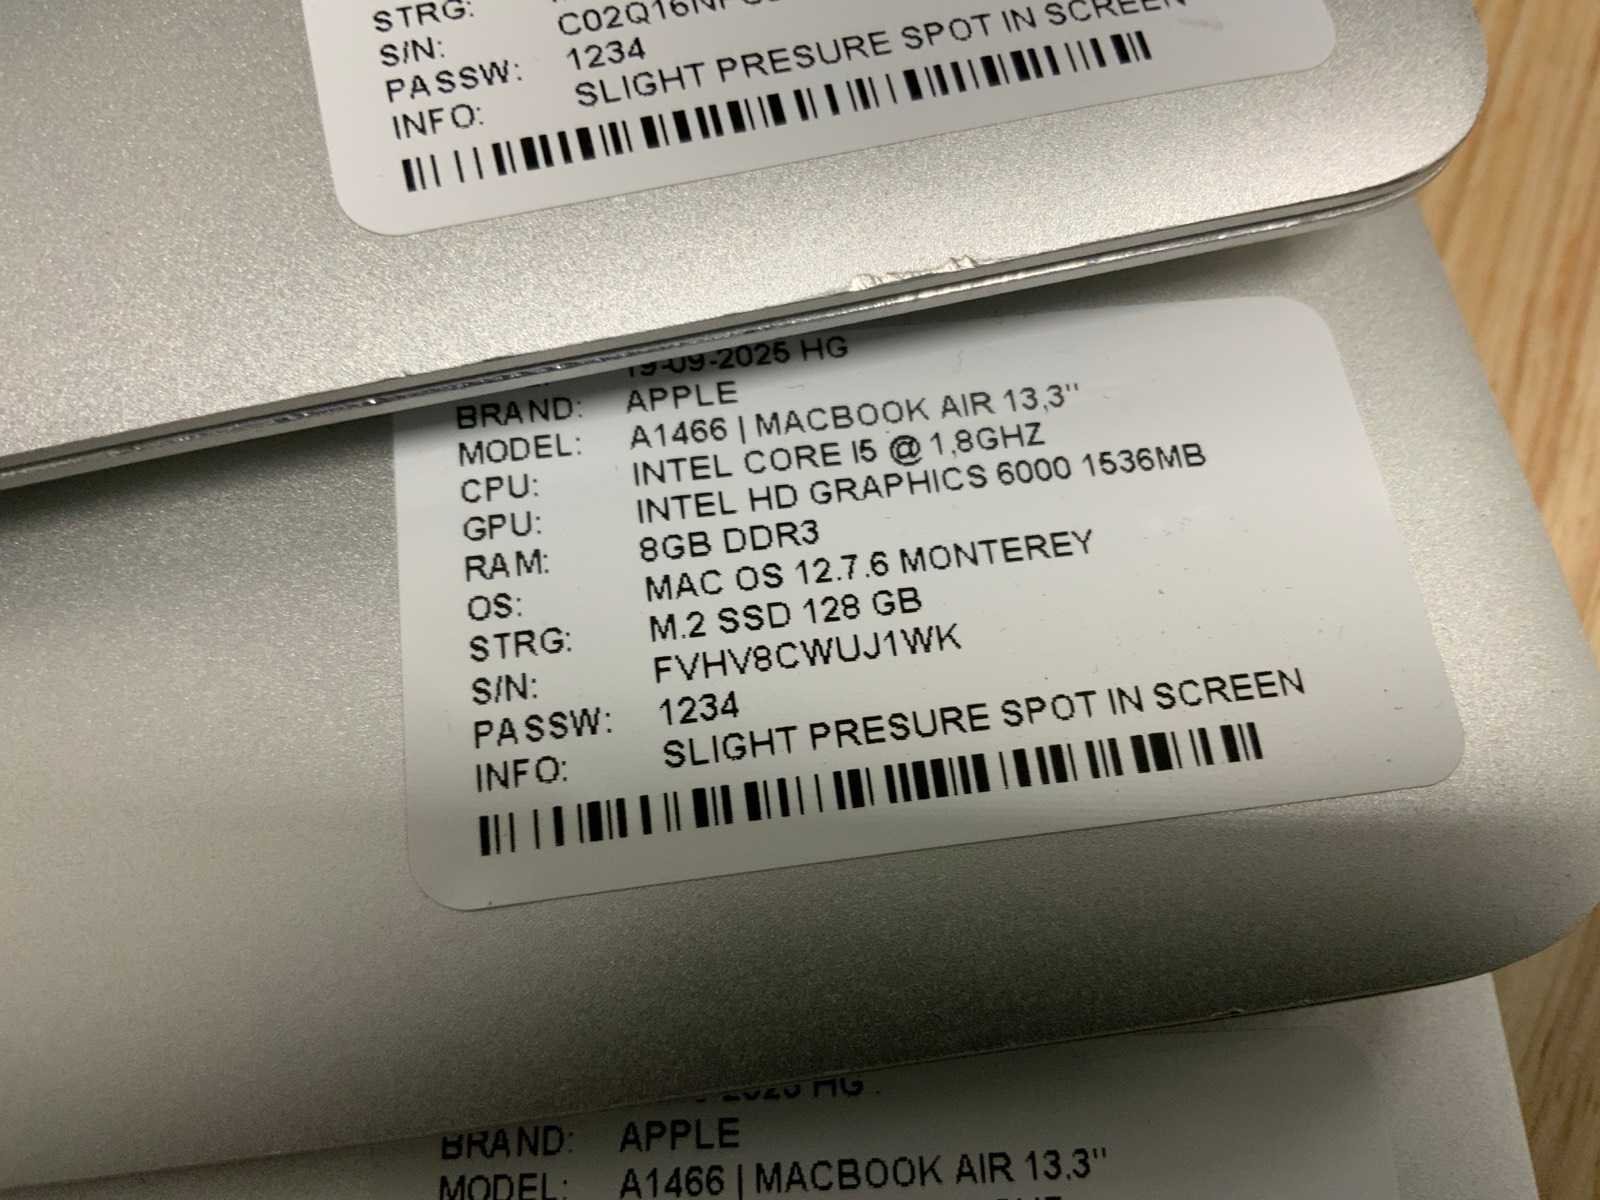 STRG:
S/N:
PASSW: 1234
INFO: SLIGHT PRESURE SPOT IN SCREEN
19-09-2025 HG
BRAND: APPLE
MODEL: A1466 | MACBOOK AIR 13,3"
CPU: INTEL CORE I5 @ 1,8GHZ
GPU: INTEL HD GRAPHICS 6000 1536MB
RAM: 8GB DDR3
OS: MAC OS 12.7.6 MONTEREY
STRG: M.2 SSD 128 GB
S/N: FVHV8CWUJ1WK
PASSW: 1234
INFO: SLIGHT PRESURE SPOT IN SCREEN
HG
BRAND: APPLE
MODEL: A1466 | MACBOOK AIR 13,3"